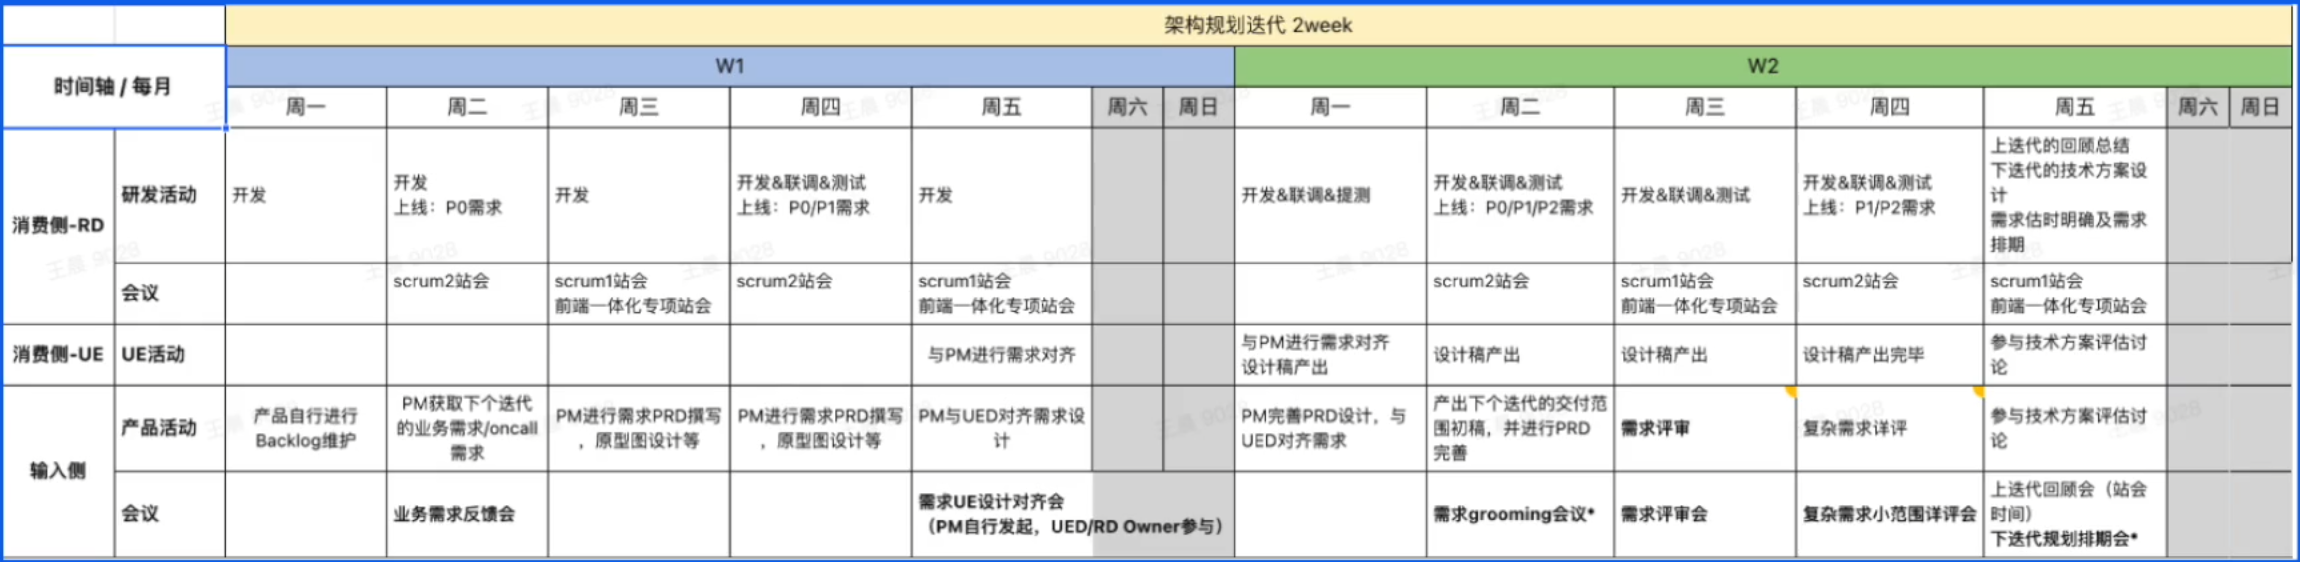 架构规划迭代 2week
时间轴 / 每月
W1
W2
周一
周二
周三
周四
周五
周六
周日
周一
周二
周三
周四
周五
周六
周日
消费侧-RD
研发活动
开发
开发
上线：P0需求
开发
开发&联调&测试
上线：P0/P1需求
开发
开发&联调&提测
开发&联调&测试
上线：P0/P1/P2需求
开发&联调&测试
开发&联调&测试
上线：P1/P2需求
上迭代的回顾总结
下迭代的技术方案设
计
需求估时明确及需求
排期
会议
scrum2站会
scrum1站会
前端一体化专项站会
scrum2站会
scrum1站会
前端一体化专项站会
scrum2站会
scrum1站会
前端一体化专项站会
scrum2站会
scrum1站会
前端一体化专项站会
消费侧-UE
UE活动
与PM进行需求对齐
与PM进行需求对齐
设计稿产出
设计稿产出
设计稿产出
设计稿产出完毕
参与技术方案评估讨
论
输入侧
产品活动
产品自行进行
Backlog维护
PM获取下个迭代
的业务需求/oncall
需求
PM进行需求PRD撰写
，原型图设计等
PM进行需求PRD撰写
，原型图设计等
PM与UED对齐需求设
计
PM完善PRD设计，与
UED对齐需求
产出下个迭代的交付范
围初稿，并进行PRD
完善
需求评审
复杂需求详评
参与技术方案评估讨
论
会议
业务需求反馈会
需求UE设计对齐会
（PM自行发起，UED/RD Owner参与）
需求grooming会议*
需求评审会
复杂需求小范围详评会
上迭代回顾会（站会
时间）
下迭代规划排期会*
王晨 9028